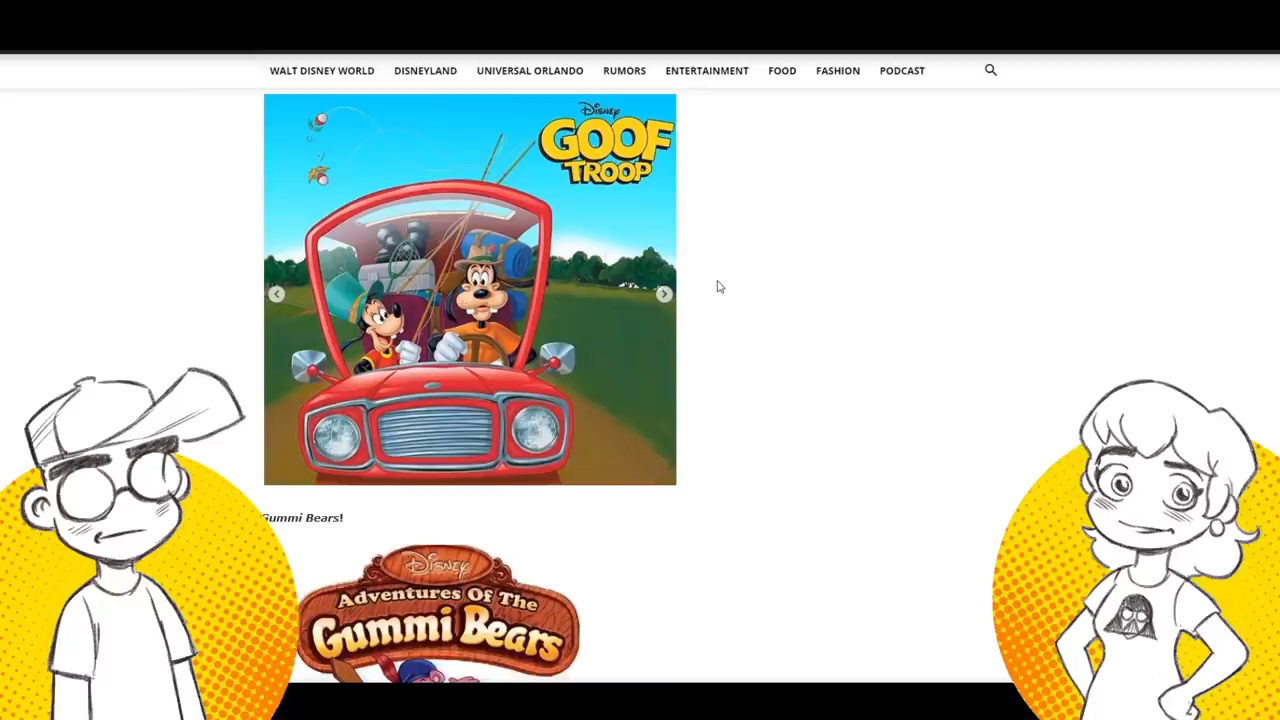 WALT DISNEY WORLD DISNEYLAND UNIVERSAL ORLANDO RUMORS ENTERTAINMENT FOOD FASHION PODCAST
Disney
GOOF
TROOP
Gummi Bears!
Disney
Adventures Of The
Gummi Bears